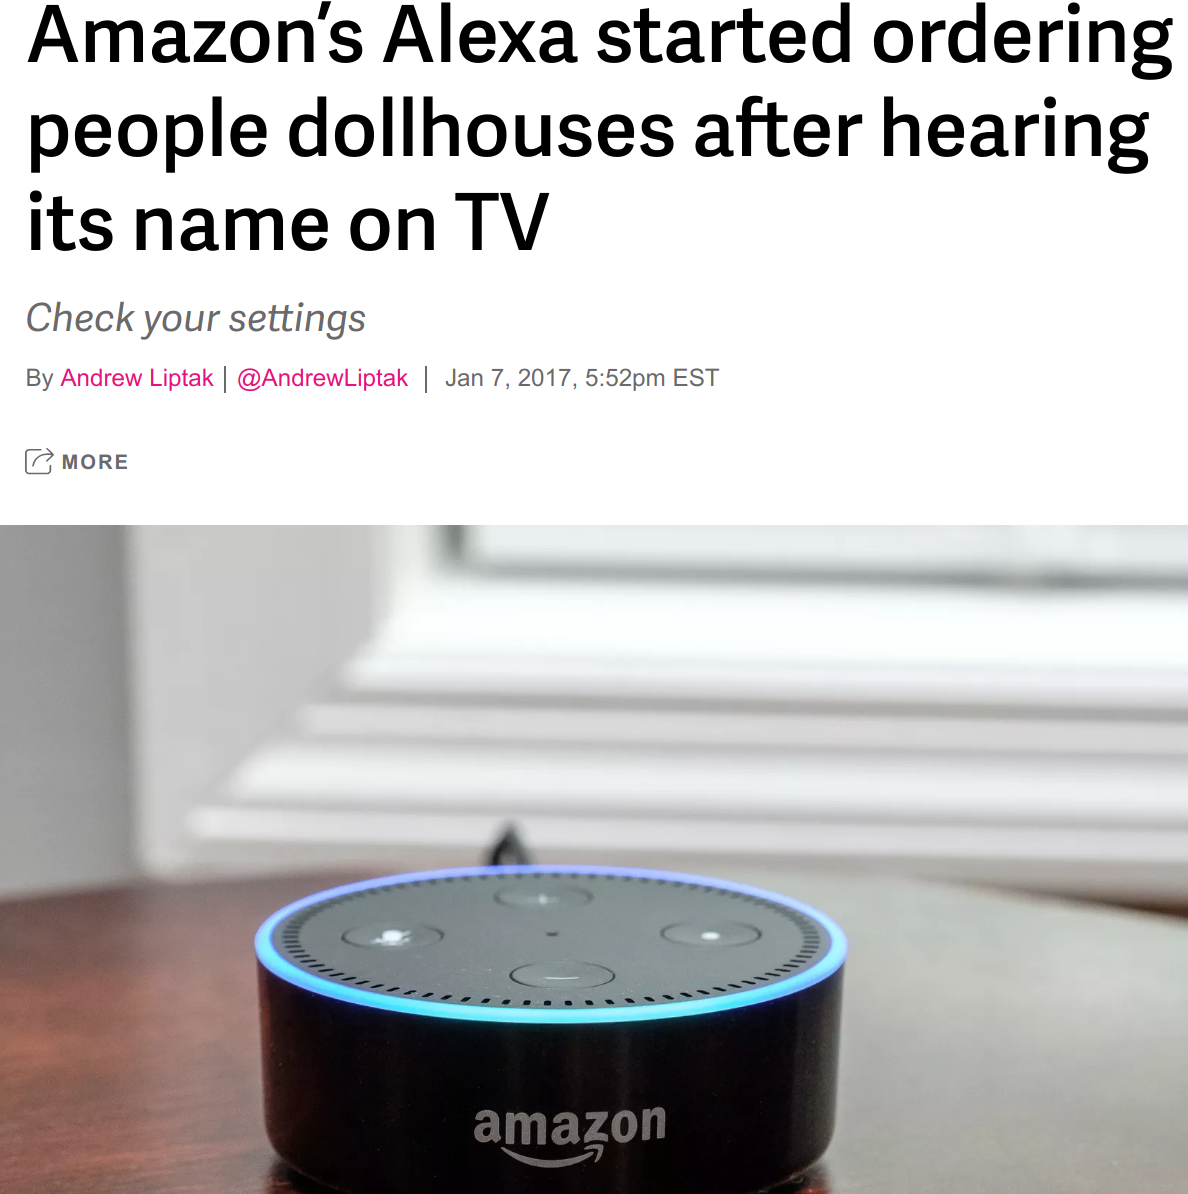 Amazon’s Alexa started ordering
people dollhouses after hearing
its name on TV
Check your settings
By Andrew Liptak | @AndrewLiptak | Jan 7, 2017, 5:52pm EST
MORE
amazon